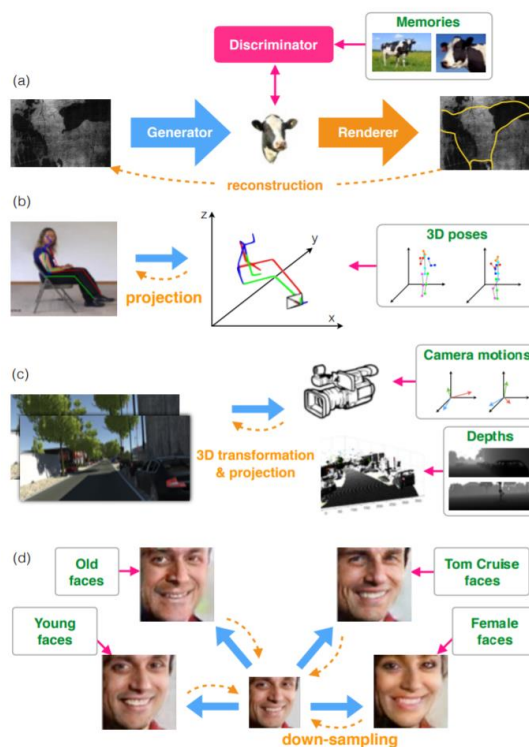 Memories
Discriminator
(a)
Generator
Renderer
reconstruction
(b)
z
y
3D poses
projection
x
(c)
Camera motions
3D transformation
& projection
Depths
(d)
Old
faces
Tom Cruise
faces
Young
faces
Female
faces
down-sampling